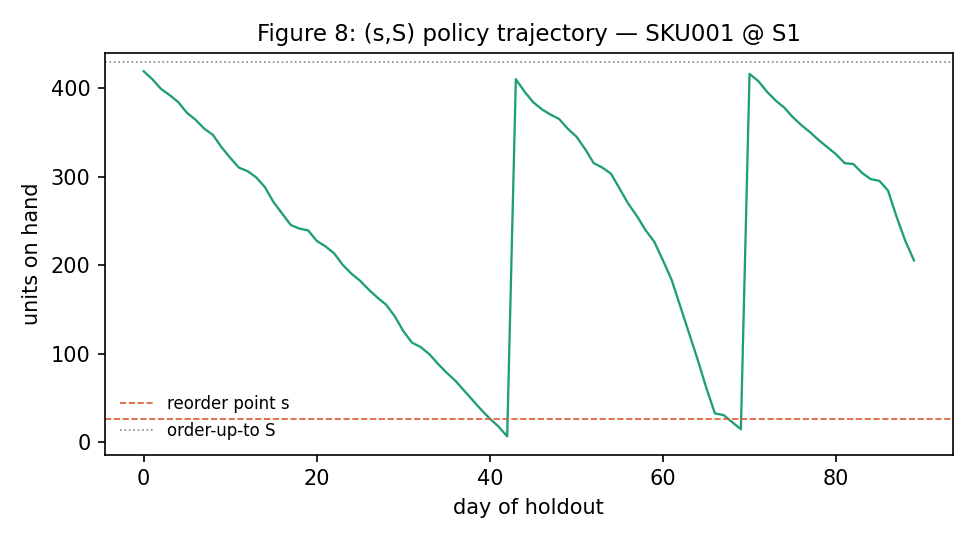 Figure 8: (s,S) policy trajectory — SKU001 @ S1
units on hand
400
300
200
100
0
reorder point s
order-up-to S
0 20 40 60 80
day of holdout